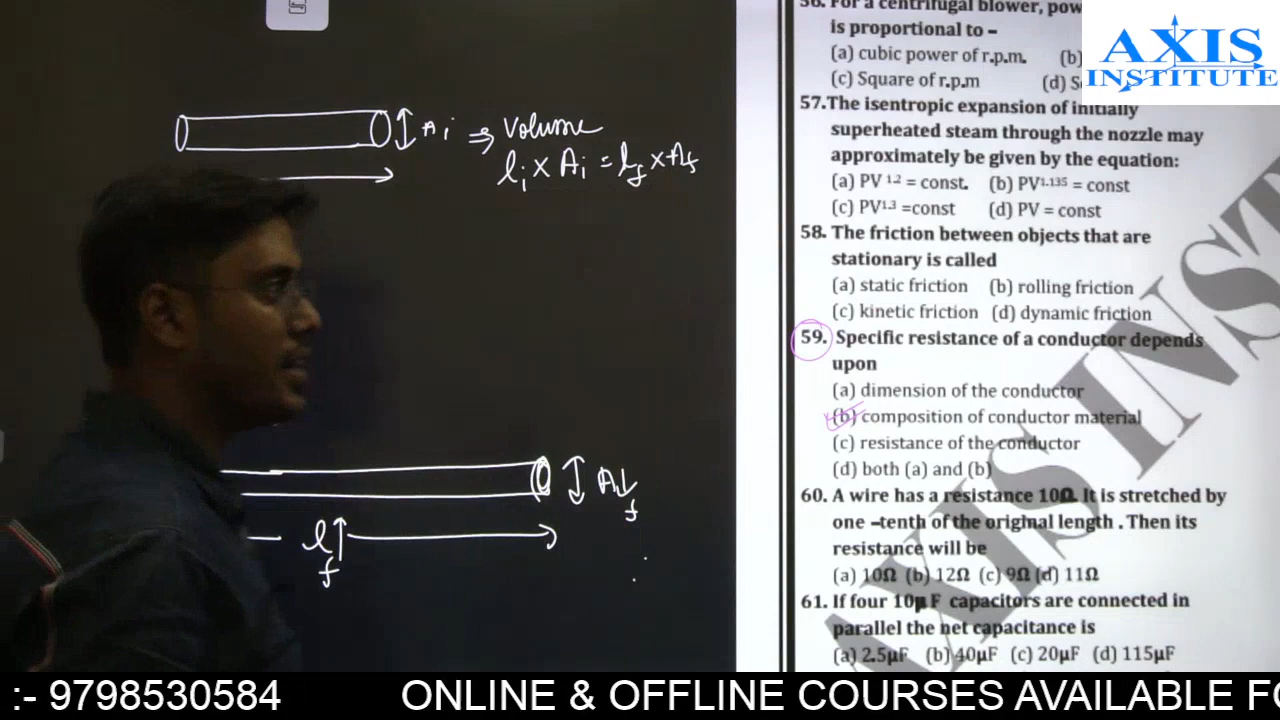 Ai ⇒ Volume
li × Ai = lf × Af
A↓f
l↑f
56. For a centrifugal blower, pow
is proportional to –
(a) cubic power of r.p.m. (b)
(c) Square of r.p.m (d) S
57.The isentropic expansion of initially
superheated steam through the nozzle may
approximately be given by the equation:
(a) PV 1.2 = const. (b) PV1.135 = const
(c) PV1.3 =const (d) PV = const
58. The friction between objects that are
stationary is called
(a) static friction (b) rolling friction
(c) kinetic friction (d) dynamic friction
59. Specific resistance of a conductor depends
upon
(a) dimension of the conductor
(b) composition of conductor material
(c) resistance of the conductor
(d) both (a) and (b)
60. A wire has a resistance 10Ω. It is stretched by
one –tenth of the original length . Then its
resistance will be
(a) 10Ω (b) 12Ω (c) 9Ω (d) 11Ω
61. If four 10µ F capacitors are connected in
parallel the net capacitance is
(a) 2.5µF (b) 40µF (c) 20µF (d) 115µF
AXIS
INSTITUTE
AXIS INST
:- 9798530584 ONLINE & OFFLINE COURSES AVAILABLE FO